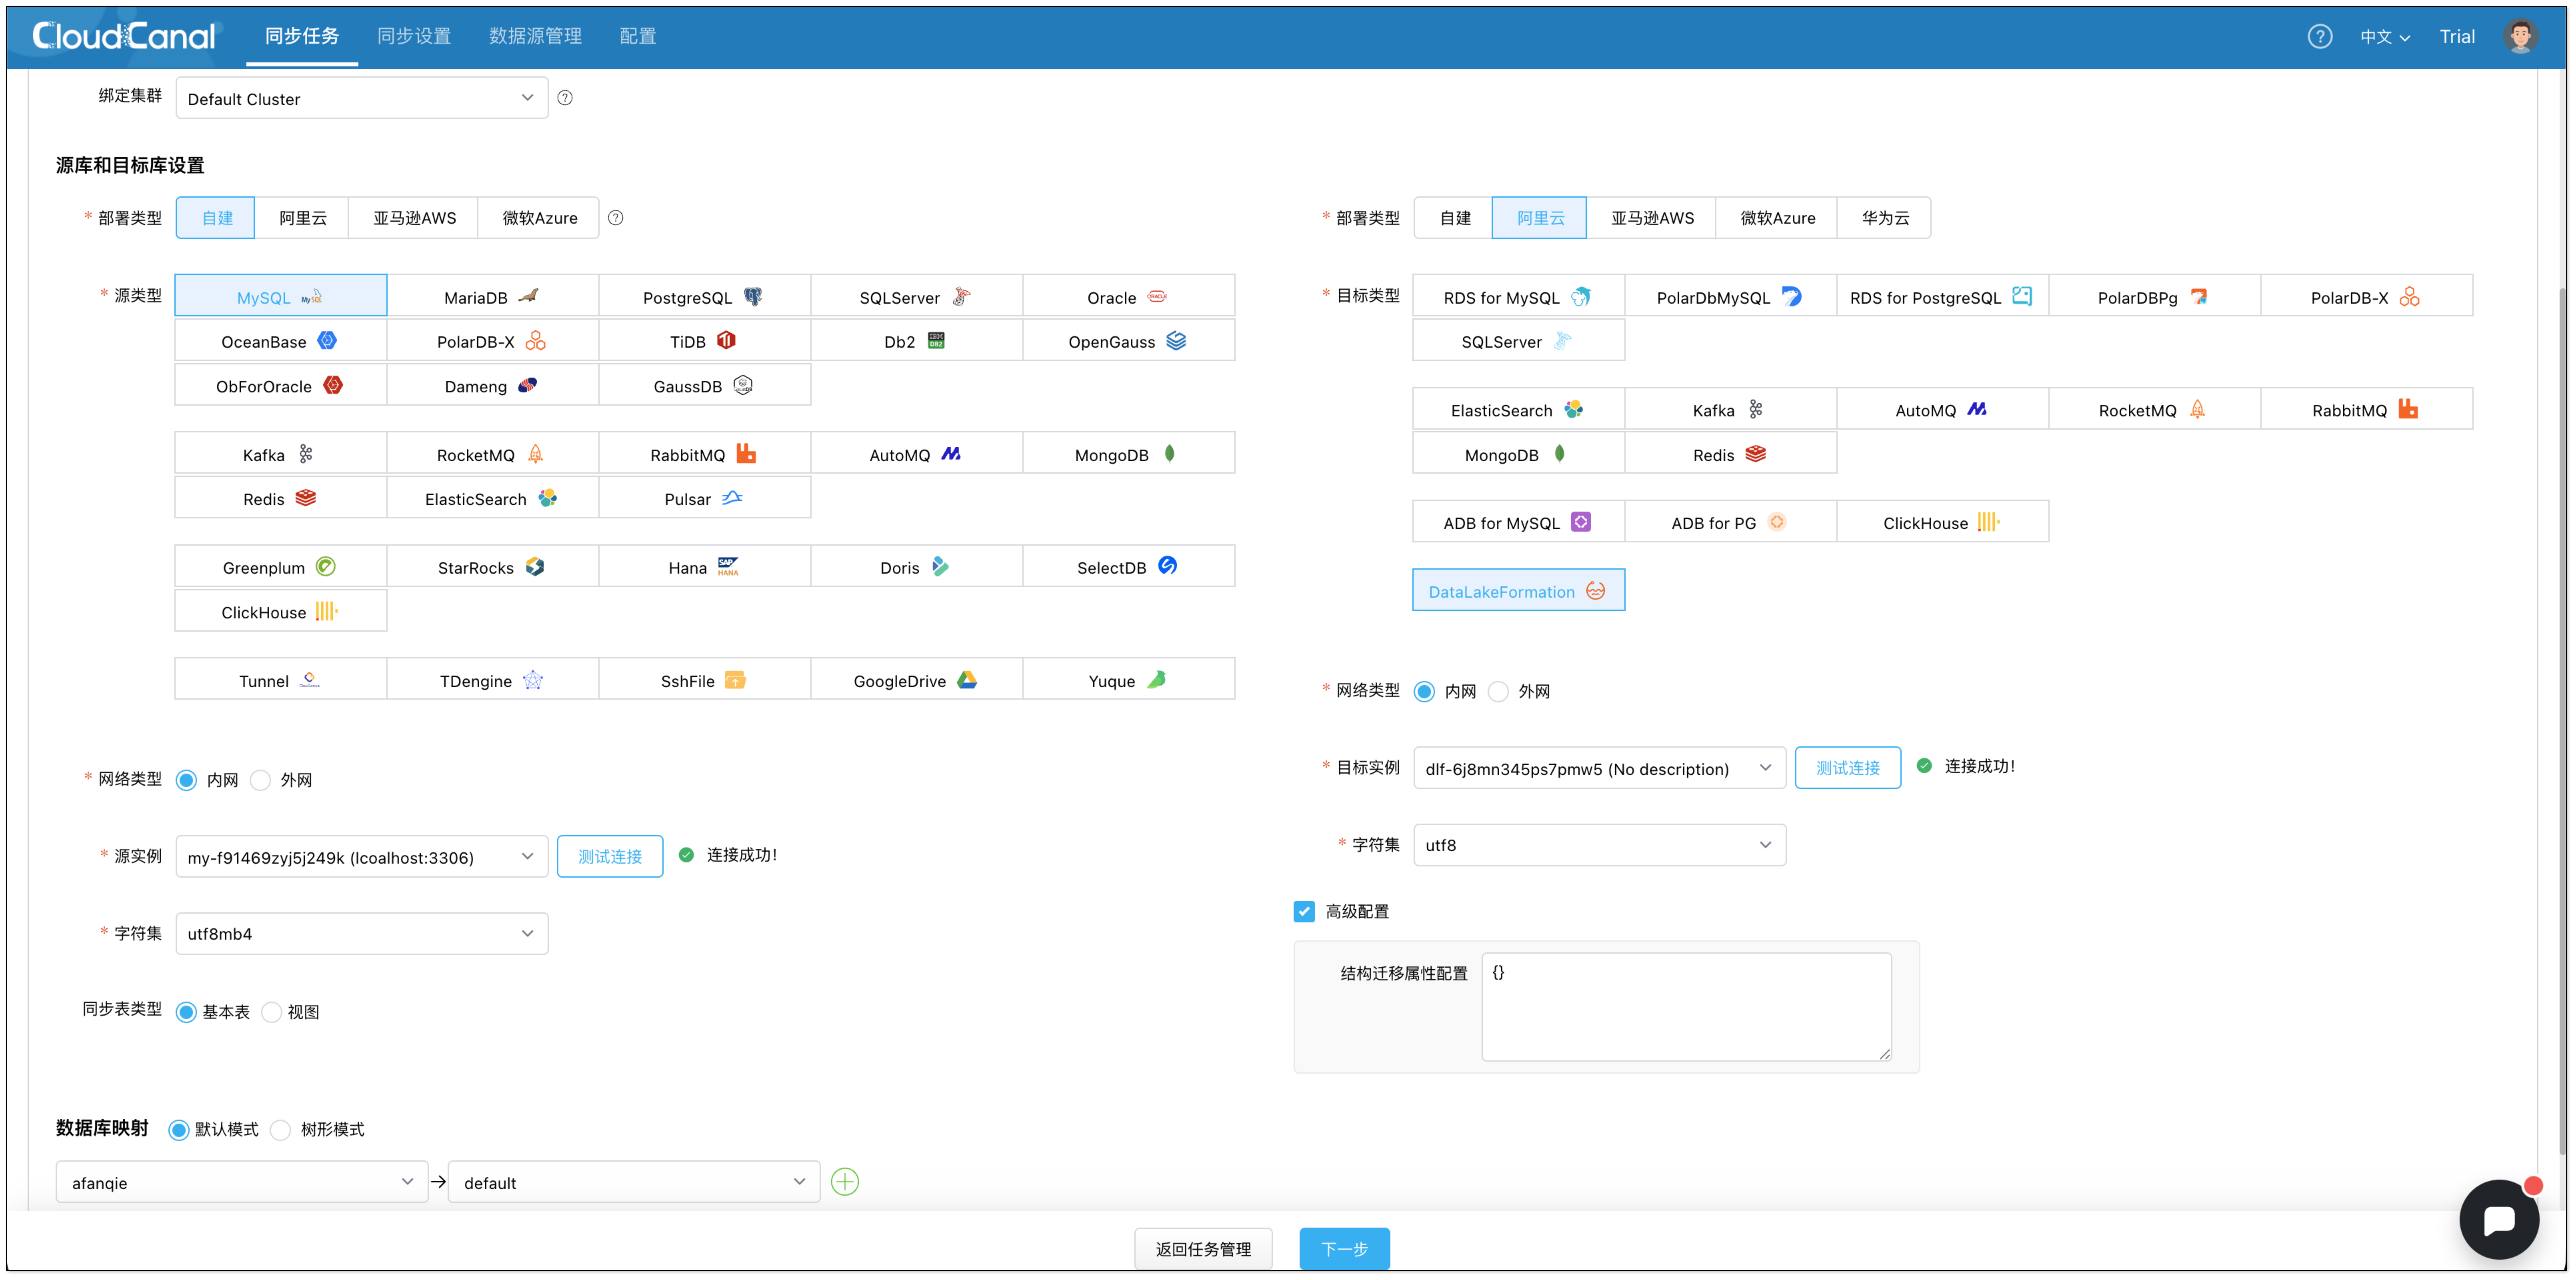 CloudCanal 同步任务 同步设置 数据源管理 配置 中文 Trial
绑定集群 Default Cluster
源库和目标库设置
* 部署类型 自建 阿里云 亚马逊AWS 微软Azure
* 源类型 MySQL MariaDB PostgreSQL SQLServer Oracle
OceanBase PolarDB-X TiDB Db2 OpenGauss
ObForOracle Dameng GaussDB
Kafka RocketMQ RabbitMQ AutoMQ MongoDB
Redis ElasticSearch Pulsar
Greenplum StarRocks Hana Doris SelectDB
ClickHouse
Tunnel TDengine SshFile GoogleDrive Yuque
* 网络类型 内网 外网
* 源实例 my-f91469zyj5j249k (lcoalhost:3306) 测试连接 连接成功!
* 字符集 utf8mb4
同步表类型 基本表 视图
* 部署类型 自建 阿里云 亚马逊AWS 微软Azure 华为云
* 目标类型 RDS for MySQL PolarDbMySQL RDS for PostgreSQL PolarDBPg PolarDB-X
SQLServer
ElasticSearch Kafka AutoMQ RocketMQ RabbitMQ
MongoDB Redis
ADB for MySQL ADB for PG ClickHouse
DataLakeFormation
* 网络类型 内网 外网
* 目标实例 dlf-6j8mn345ps7pmw5 (No description) 测试连接 连接成功!
* 字符集 utf8
高级配置
结构迁移属性配置 {}
数据库映射 默认模式 树形模式
afanqie → default
返回任务管理 下一步